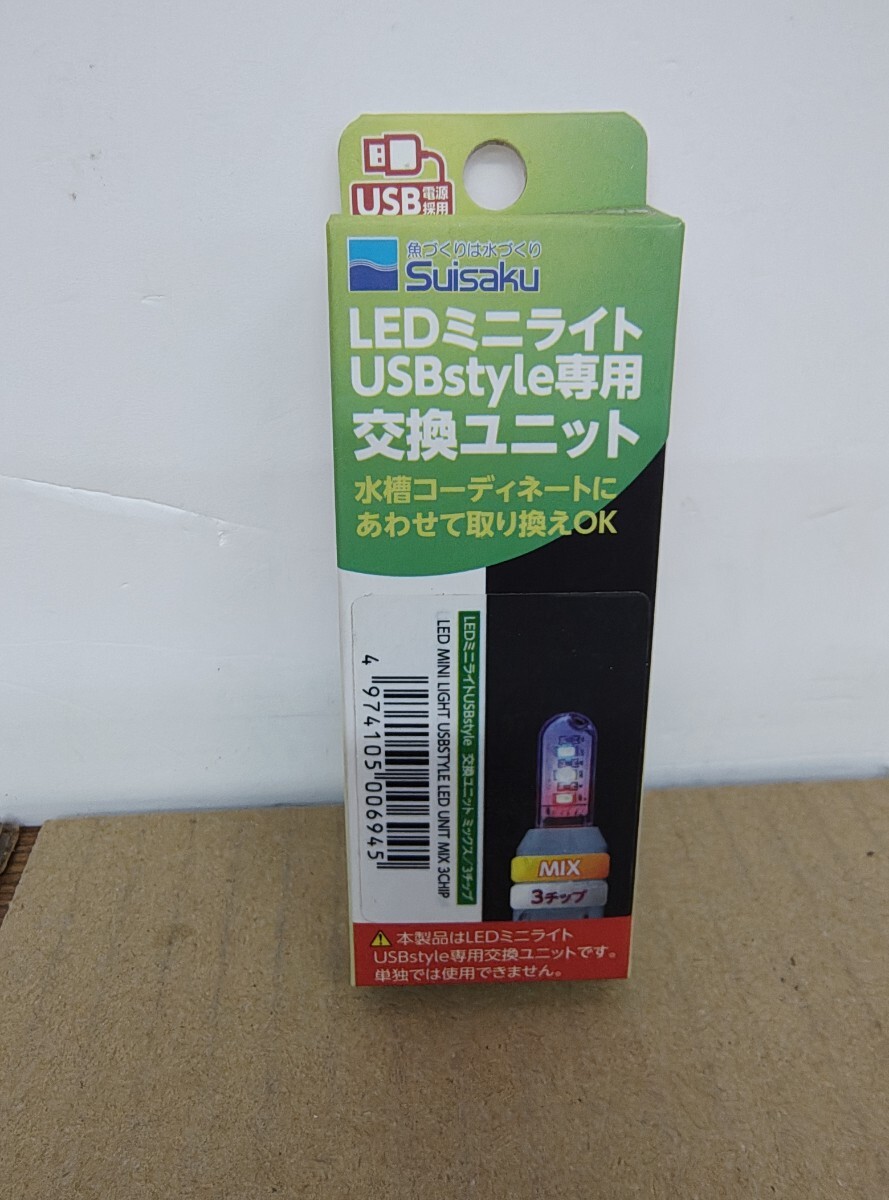 USB電源採用
魚づくりは水づくり
Suisaku
LEDミニライト
USBstyle専用
交換ユニット
水槽コーディネートに
あわせて取り換えOK
LEDミニライトUSBstyle 交換ユニット ミックス/3チップ
LED MINI LIGHT USBSTYLE LED UNIT MIX 3CHIP
4 974105 006945
MIX
3チップ
本製品はLEDミニライト
USBstyle専用交換ユニットです。
単独では使用できません。